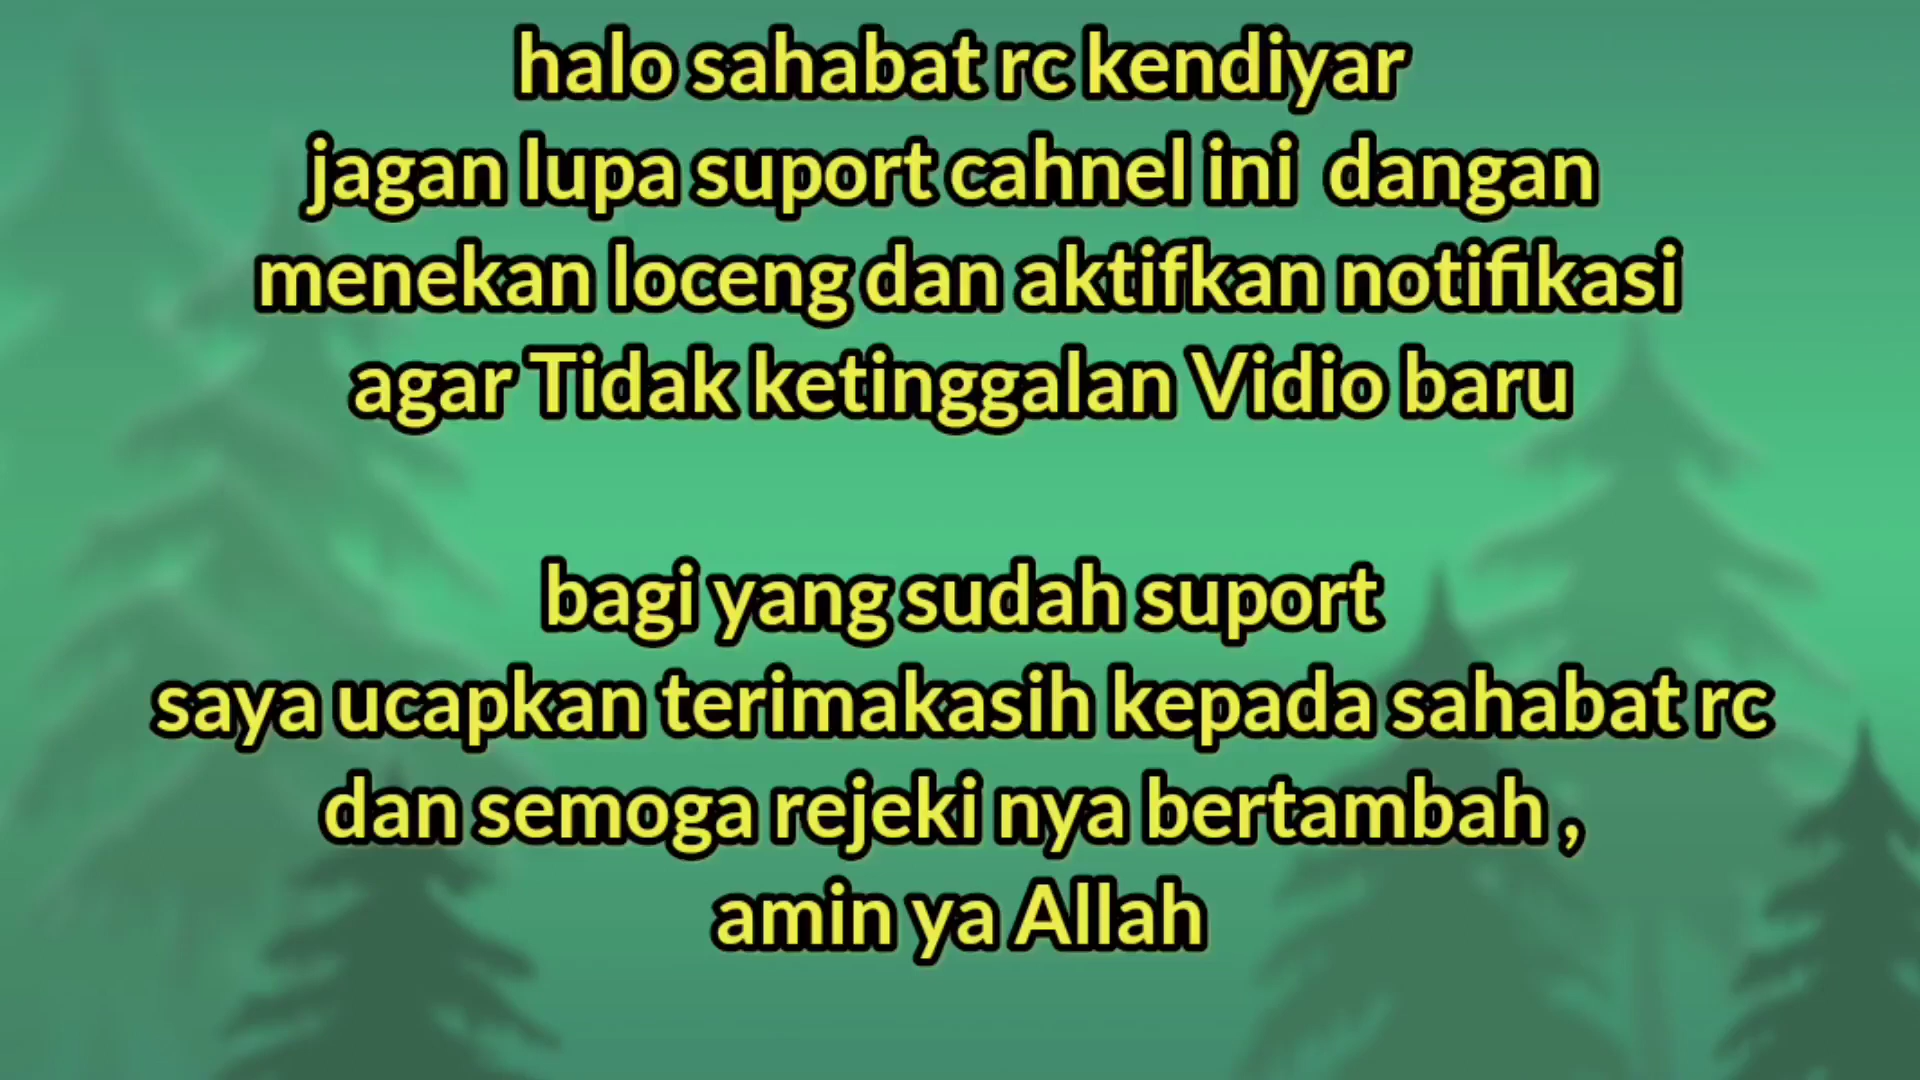 halo sahabat rc kendiyar
jagan lupa suport cahnel ini dangan
menekan loceng dan aktifkan notifikasi
agar Tidak ketinggalan Vidio baru
bagi yang sudah suport
saya ucapkan terimakasih kepada sahabat rc
dan semoga rejeki nya bertambah ,
amin ya Allah